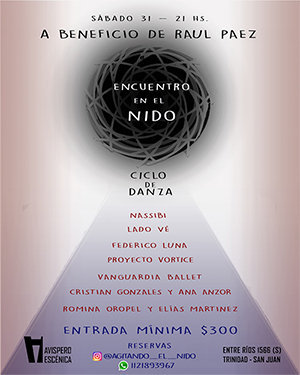 SÁBADO 31 — 21 HS.
A BENEFICIO DE RAUL PAEZ
ENCUENTRO
EN EL
NIDO
CICLO
DE
DANZA
NASSIBI
LADO VÉ
FEDERICO LUNA
PROYECTO VORTICE
VANGUARDIA BALLET
CRISTIAN GONZALES Y ANA ANZOR
ROMINA OROPEL Y ELÍAS MARTINEZ
ENTRADA MÍNIMA $300
RESERVAS
@AGITANDO__EL__NIDO
1121893967
AVISPERO
ESCÉNICA
ENTRE RÍOS 1566 (S)
TRINIDAD - SAN JUAN